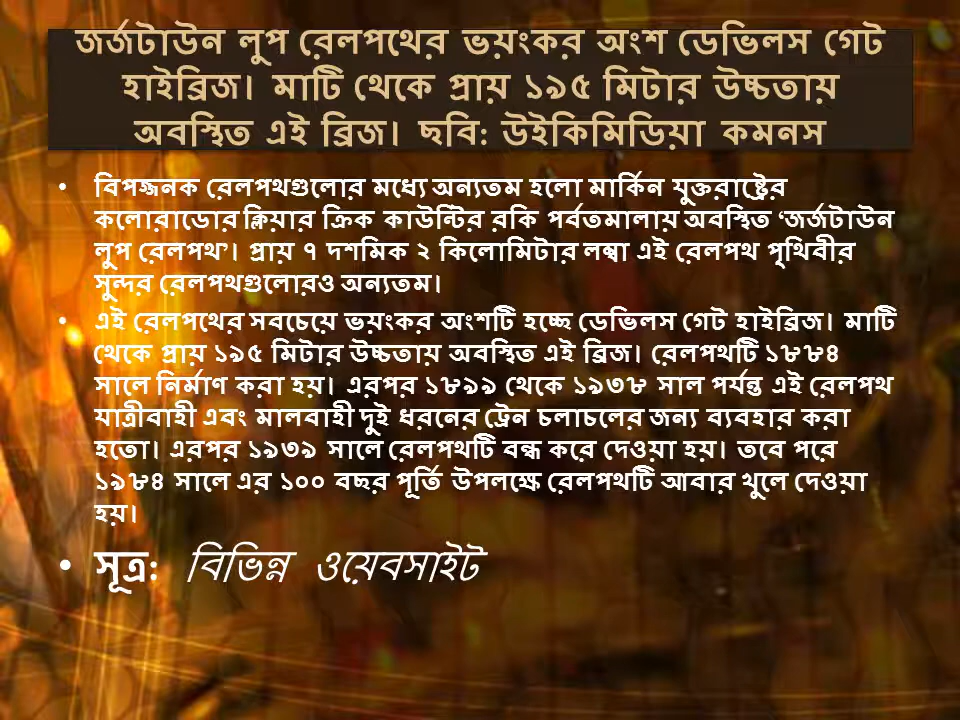 জর্জটাউন লুপ রেলপথের ভয়ংকর অংশ ডেভিলস গেট
হাইব্রিজ। মাটি থেকে প্রায় ১৯৫ মিটার উচ্চতায়
অবস্থিত এই ব্রিজ। ছবি: উইকিমিডিয়া কমনস
• বিপজ্জনক রেলপথগুলোর মধ্যে অন্যতম হলো মার্কিন যুক্তরাষ্ট্রের
কলোরাডোর ক্লিয়ার ক্রিক কাউন্টির রকি পর্বতমালায় অবস্থিত ‘জর্জটাউন
লুপ রেলপথ’। প্রায় ৭ দশমিক ২ কিলোমিটার লম্বা এই রেলপথ পৃথিবীর
সুন্দর রেলপথগুলোরও অন্যতম।
• এই রেলপথের সবচেয়ে ভয়ংকর অংশটি হচ্ছে ডেভিলস গেট হাইব্রিজ। মাটি
থেকে প্রায় ১৯৫ মিটার উচ্চতায় অবস্থিত এই ব্রিজ। রেলপথটি ১৮৮৪
সালে নির্মাণ করা হয়। এরপর ১৮৯৯ থেকে ১৯৩৮ সাল পর্যন্ত এই রেলপথ
যাত্রীবাহী এবং মালবাহী দুই ধরনের ট্রেন চলাচলের জন্য ব্যবহার করা
হতো। এরপর ১৯৩৯ সালে রেলপথটি বন্ধ করে দেওয়া হয়। তবে পরে
১৯৮৪ সালে এর ১০০ বছর পূর্তি উপলক্ষে রেলপথটি আবার খুলে দেওয়া
হয়।
• সূত্র: বিভিন্ন ওয়েবসাইট